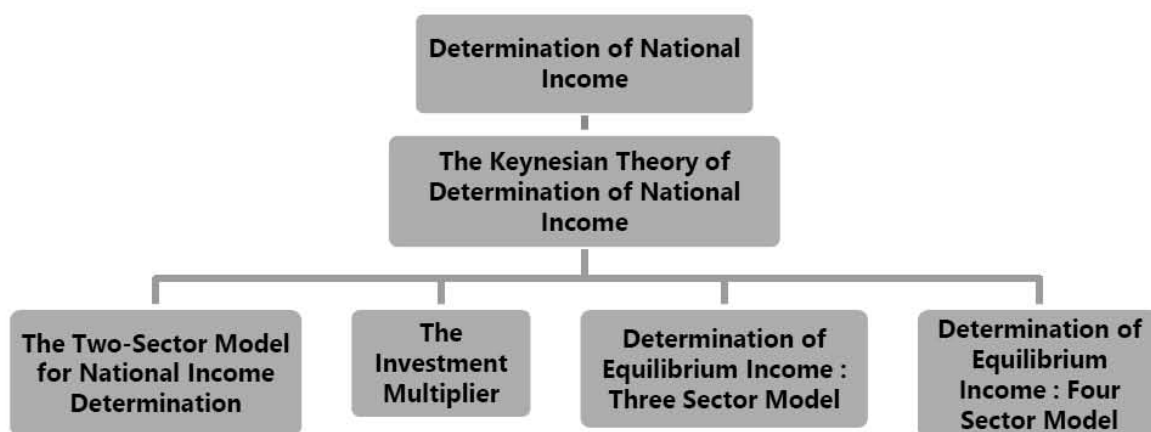 Determination of National
Income
The Keynesian Theory of
Determination of National
Income
The Two-Sector Model
for National Income
Determination
The
Investment
Multiplier
Determination of
Equilibrium Income :
Three Sector Model
Determination of
Equilibrium
Income : Four
Sector Model